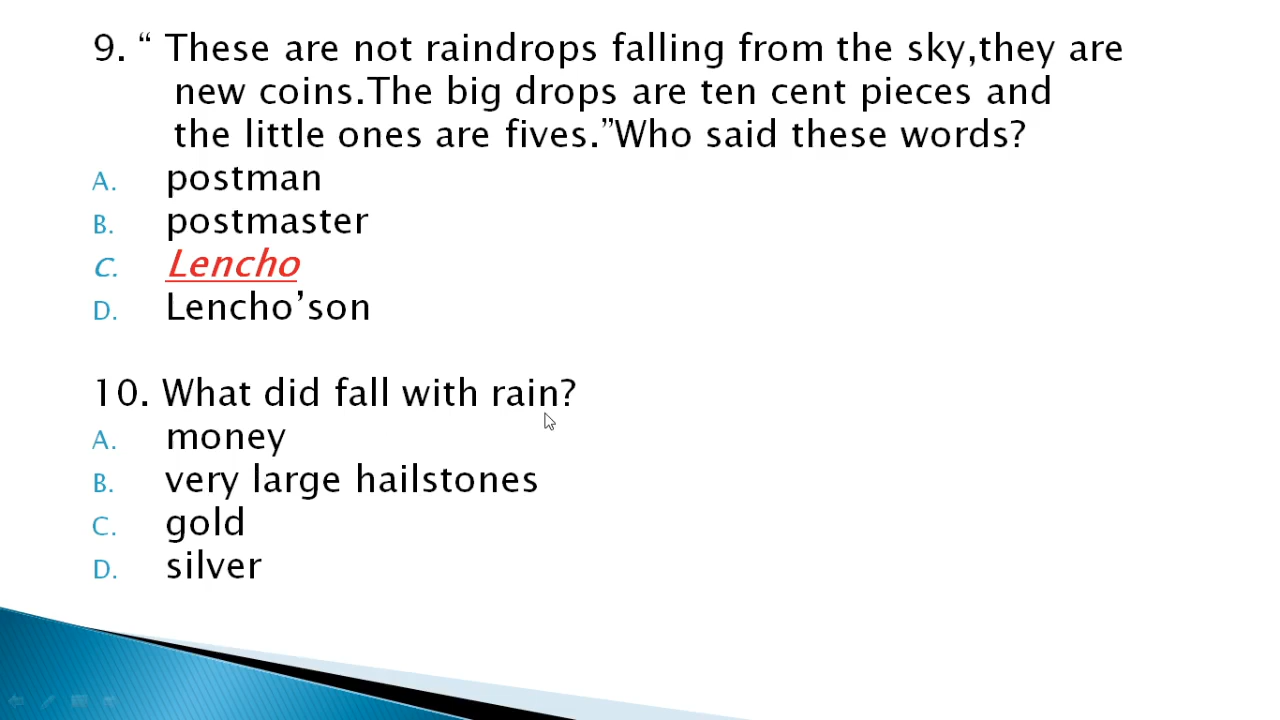 9. “ These are not raindrops falling from the sky,they are
new coins.The big drops are ten cent pieces and
the little ones are fives.”Who said these words?
A. postman
B. postmaster
C. Lencho
D. Lencho’son
10. What did fall with rain?
A. money
B. very large hailstones
C. gold
D. silver